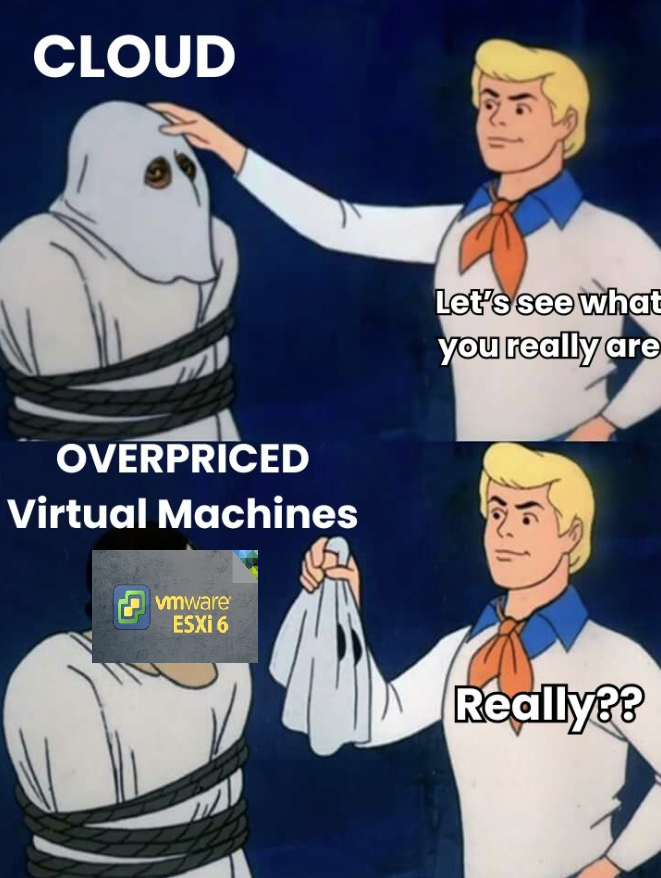 CLOUD
Let's see what
you really are
OVERPRICED
Virtual Machines
vmware
ESXi 6
Really??